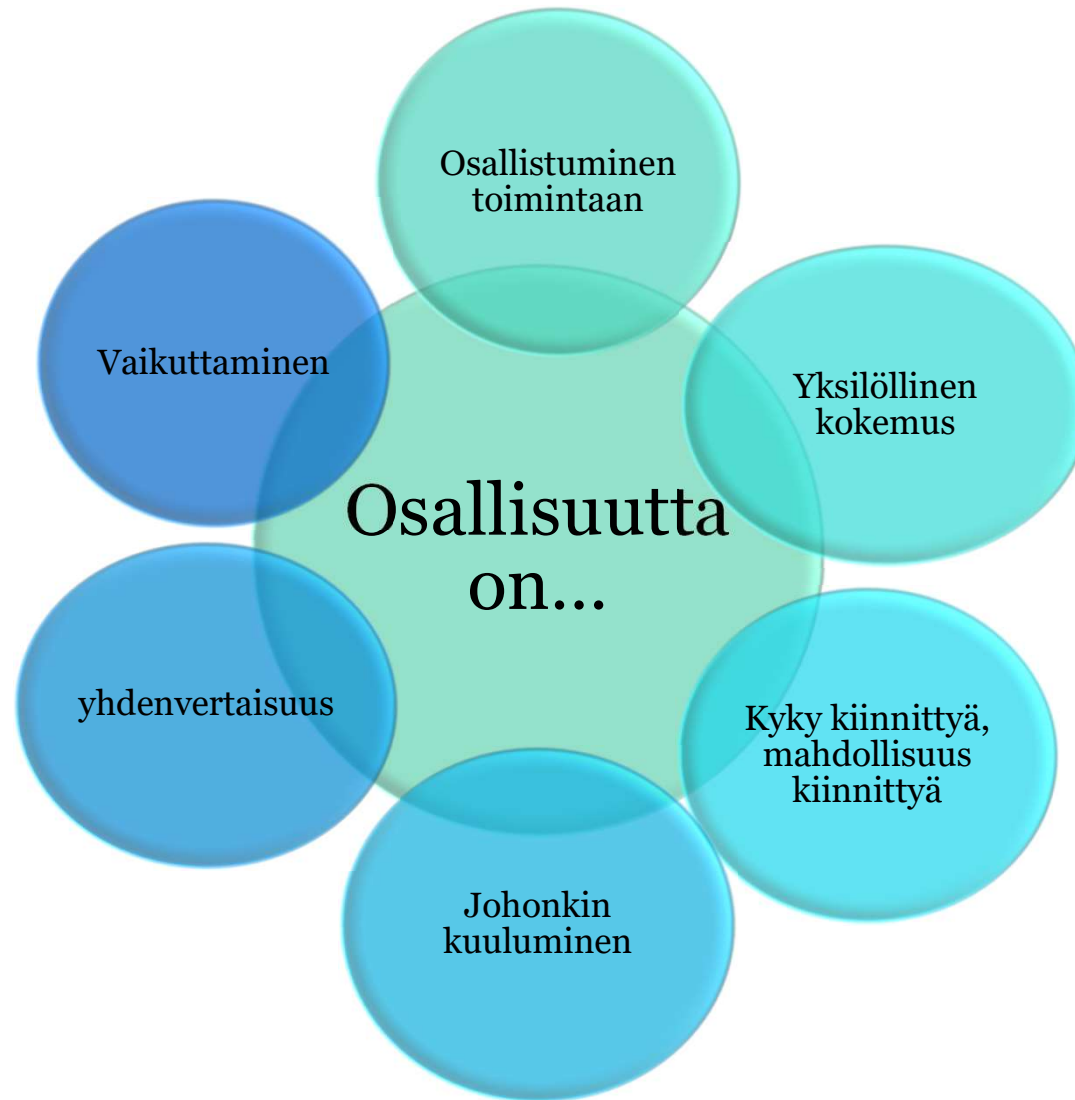 Osallistuminen
toimintaan
Yksilöllinen
kokemus
Kyky kiinnittyä,
mahdollisuus
kiinnittyä
Johonkin
kuuluminen
yhdenvertaisuus
Vaikuttaminen
Osallisuutta
on...